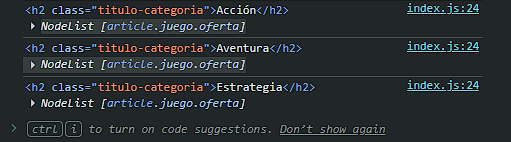 <h2 class="titulo-categoria">Acción</h2> index.js:24
▸ NodeList [article.juego.oferta]
<h2 class="titulo-categoria">Aventura</h2> index.js:24
▸ NodeList [article.juego.oferta]
<h2 class="titulo-categoria">Estrategia</h2> index.js:24
▸ NodeList [article.juego.oferta]
> ctrl i to turn on code suggestions. Don't show again